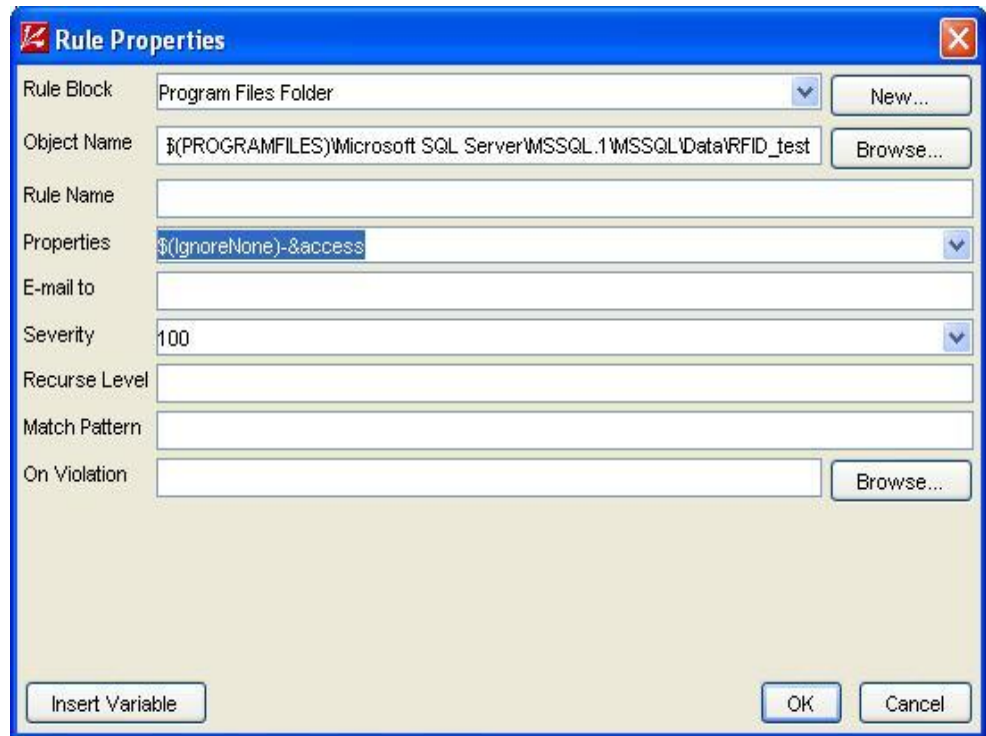 Rule Properties
Rule Block Program Files Folder New...
Object Name $(PROGRAMFILES)\Microsoft SQL Server\MSSQL.1\MSSQL\Data\RFID_test Browse...
Rule Name
Properties $(IgnoreNone)-&access
E-mail to
Severity 100
Recurse Level
Match Pattern
On Violation Browse...
Insert Variable OK Cancel